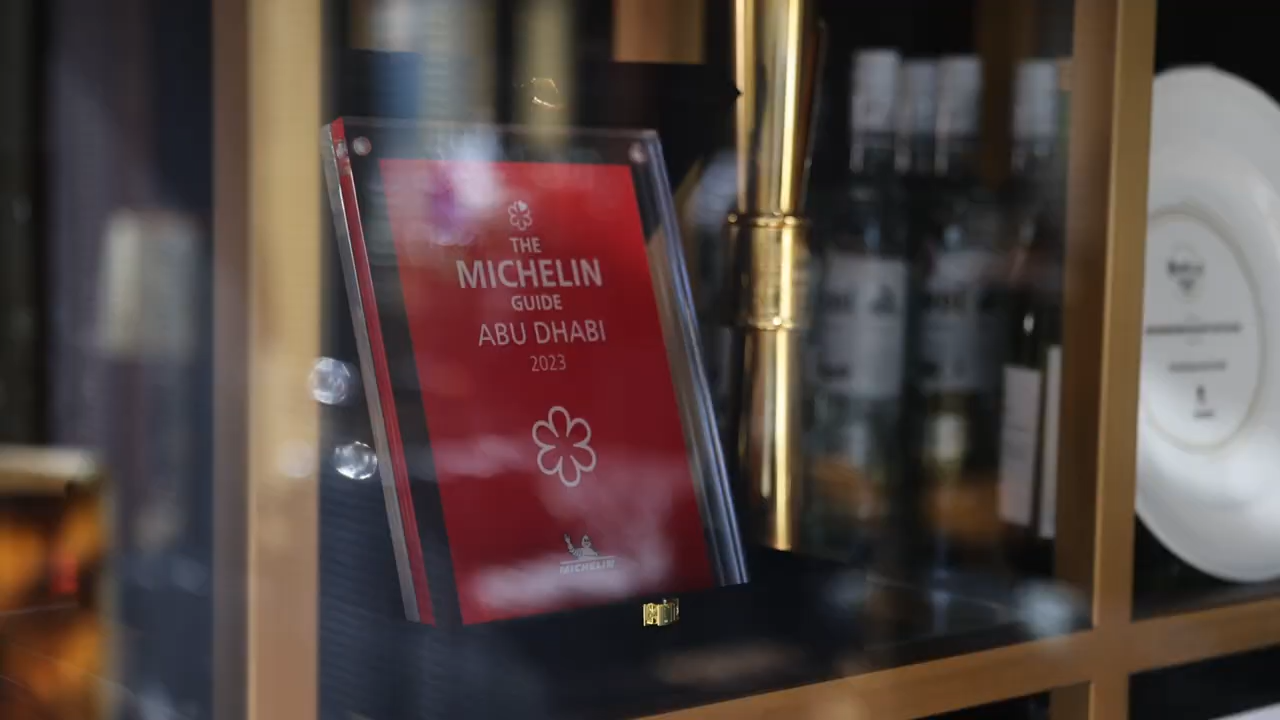 THE
MICHELIN
GUIDE
ABU DHABI
2023
MICHELIN